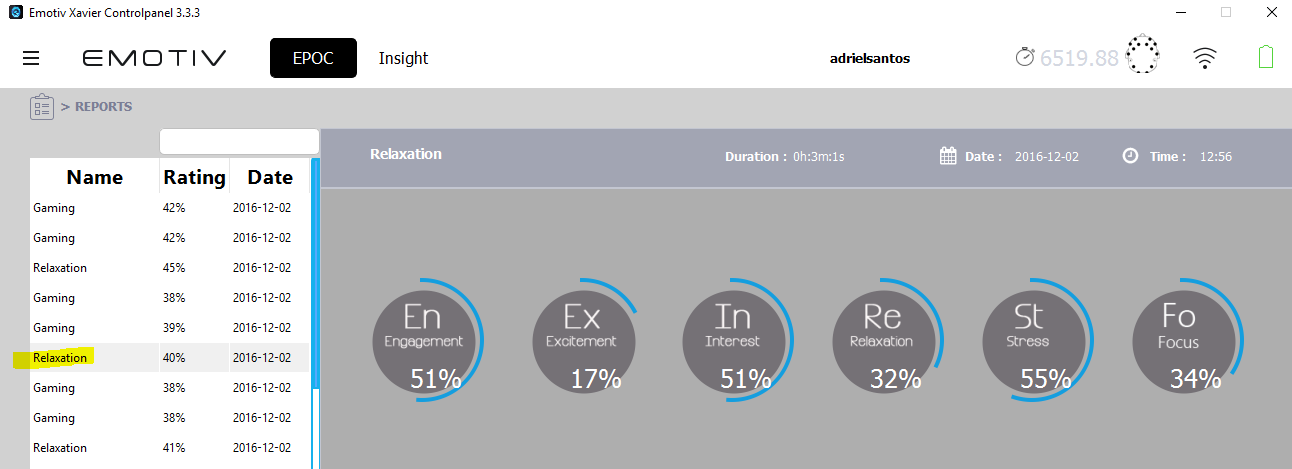 Emotiv Xavier Controlpanel 3.3.3
EMOTIV EPOC Insight adrielsantos 6519.88
> REPORTS
Relaxation Duration : 0h:3m:1s Date : 2016-12-02 Time : 12:56
Name Rating Date
Gaming 42% 2016-12-02
Gaming 42% 2016-12-02
Relaxation 45% 2016-12-02
Gaming 38% 2016-12-02
Gaming 39% 2016-12-02
Relaxation 40% 2016-12-02
Gaming 38% 2016-12-02
Gaming 38% 2016-12-02
Relaxation 41% 2016-12-02
En Ex In Re St Fo
Engagement Excitement Interest Relaxation Stress Focus
51% 17% 51% 32% 55% 34%